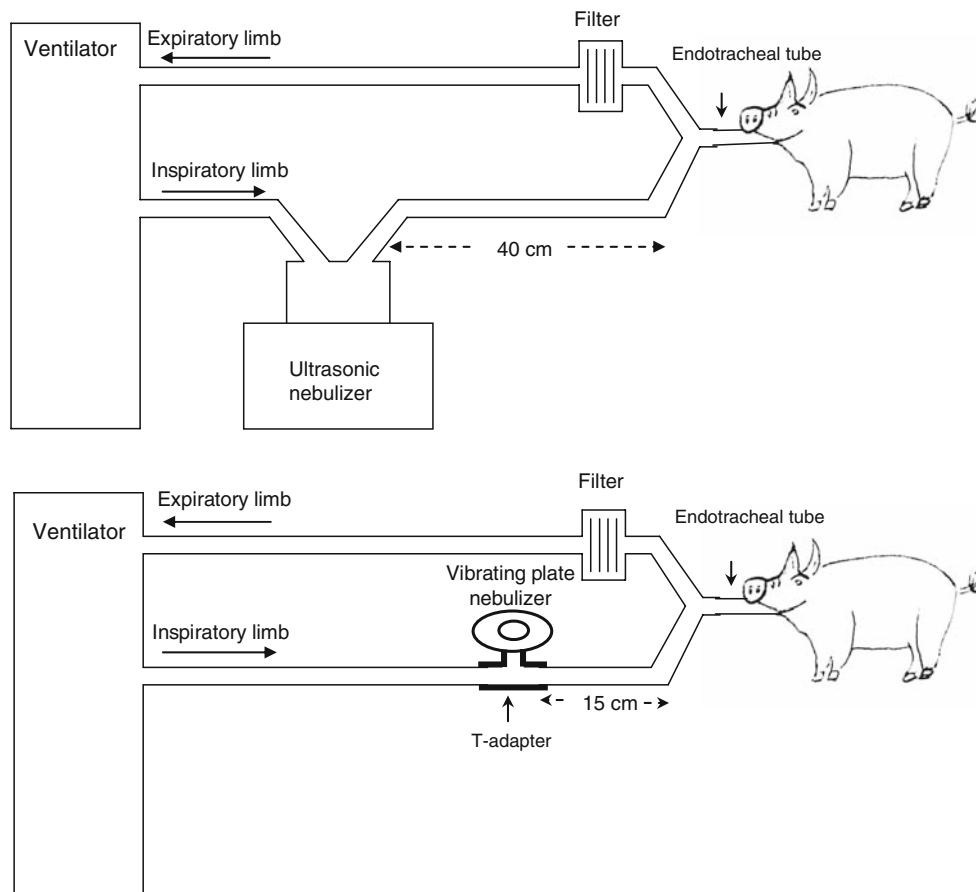 Filter
Ventilator
Expiratory limb
Endotracheal tube
Inspiratory limb
40 cm
Ultrasonic
nebulizer
Filter
Expiratory limb
Endotracheal tube
Ventilator
Vibrating plate
nebulizer
Inspiratory limb
15 cm
T-adapter